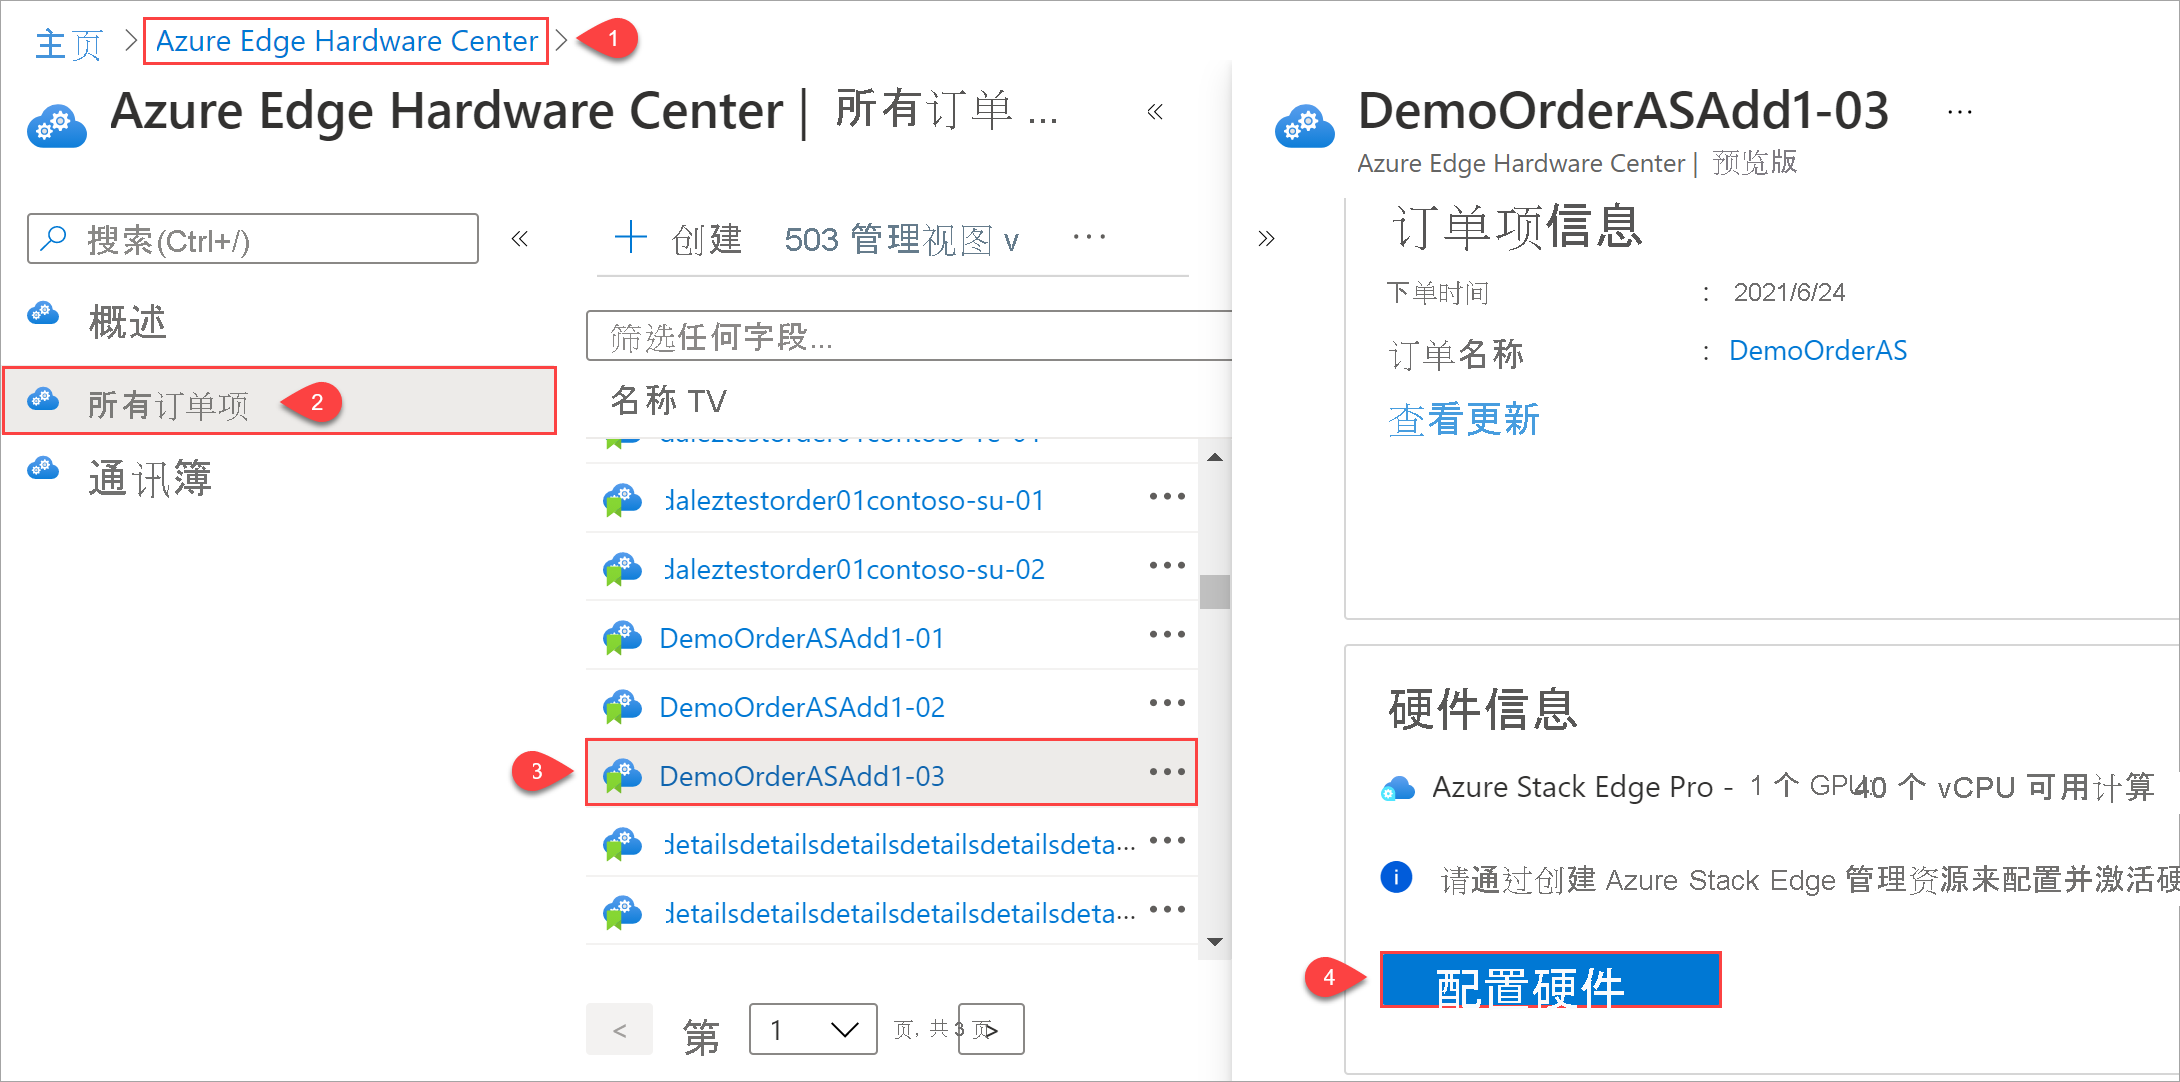 主页 > Azure Edge Hardware Center > 1
Azure Edge Hardware Center | 所有订单 ... «
搜索(Ctrl+/) «
概述
所有订单项 2
通讯簿
+ 创建 503 管理视图 v ...
筛选任何字段...
名称 TV
daleztestorder01contoso-su-01 ...
daleztestorder01contoso-su-02 ...
DemoOrderASAdd1-01 ...
DemoOrderASAdd1-02 ...
3 DemoOrderASAdd1-03 ...
detailsdetailsdetailsdetailsdetailsdeta... ...
detailsdetailsdetailsdetailsdetailsdeta... ...
< 第 1 页, 共 3 页 >
DemoOrderASAdd1-03 ...
Azure Edge Hardware Center | 预览版
»
订单项信息
下单时间 : 2021/6/24
订单名称 : DemoOrderAS
查看更新
硬件信息
Azure Stack Edge Pro - 1 个 GPU: 40 个 vCPU 可用计算
i 请通过创建 Azure Stack Edge 管理资源来配置并激活硬
4 配置硬件